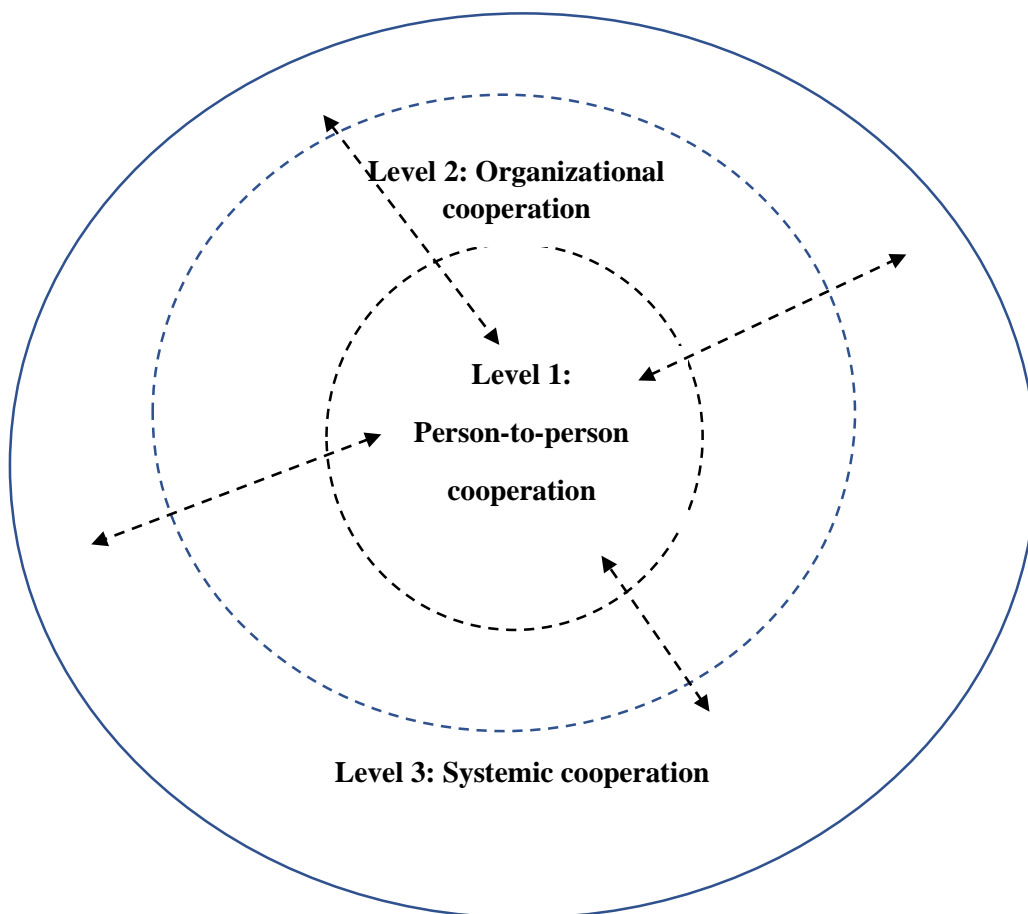 Level 2: Organizational
cooperation
Level 1:
Person-to-person
cooperation
Level 3: Systemic cooperation